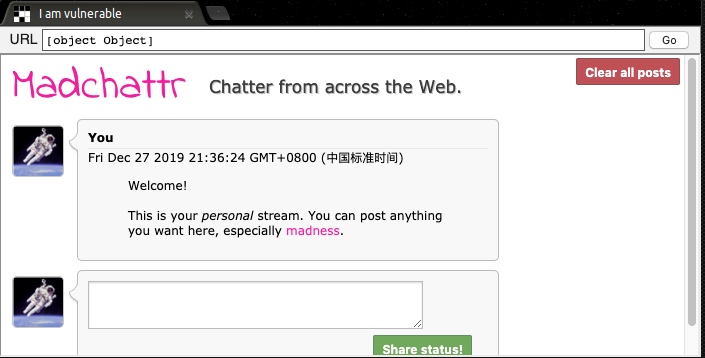 I am vulnerable
URL [object Object] Go
Madchattr Chatter from across the Web. Clear all posts
You
Fri Dec 27 2019 21:36:24 GMT+0800 (中国标准时间)
Welcome!
This is your personal stream. You can post anything
you want here, especially madness.
Share status!